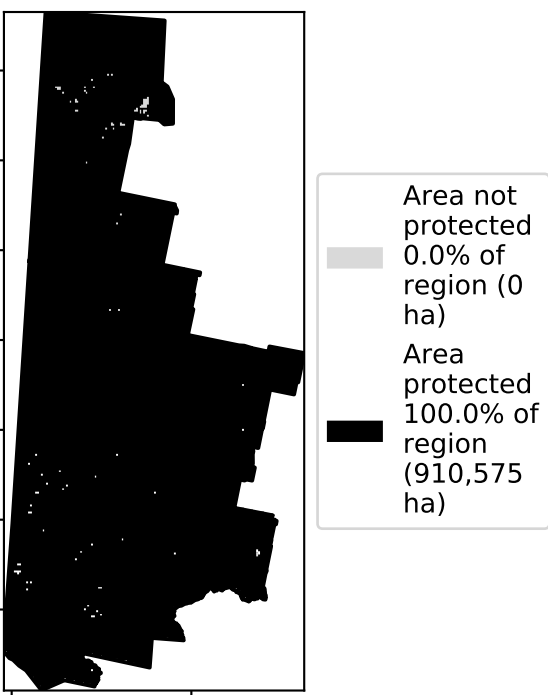 Area not
protected
0.0% of
region (0
ha)
Area
protected
100.0% of
region
(910,575
ha)